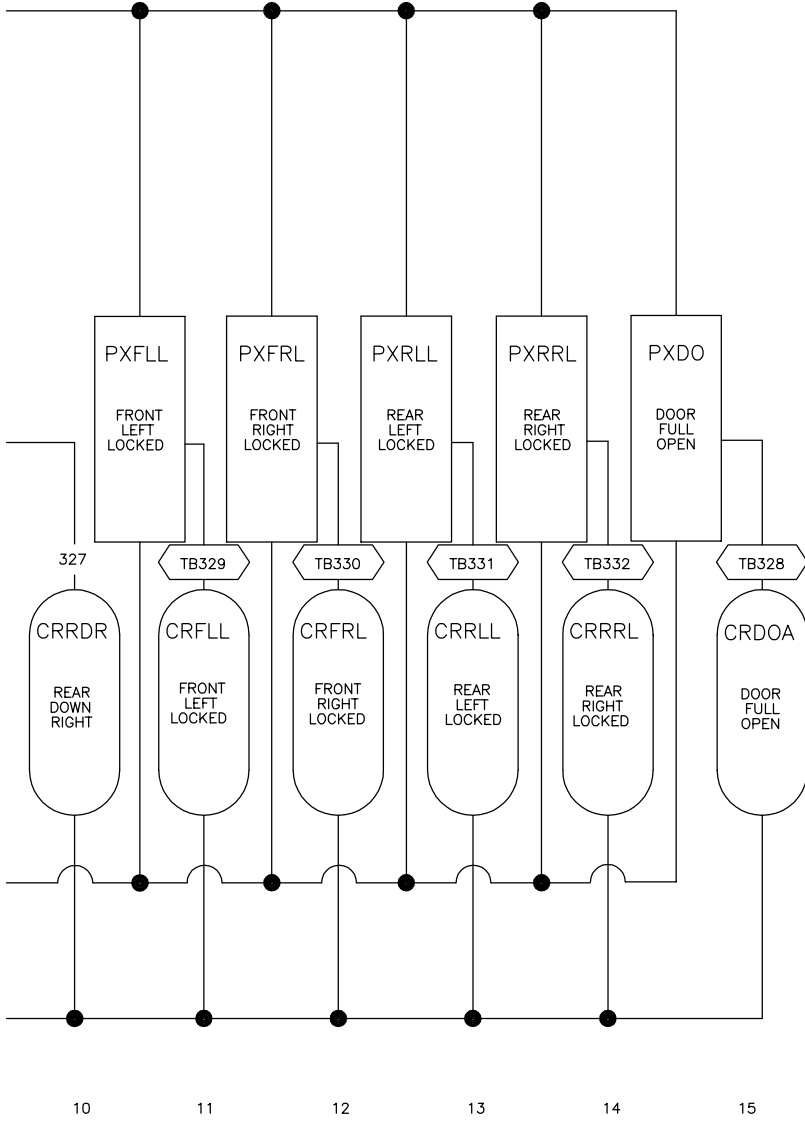 PXFLL
FRONT
LEFT
LOCKED
PXFRL
FRONT
RIGHT
LOCKED
PXRLL
REAR
LEFT
LOCKED
PXRRL
REAR
RIGHT
LOCKED
PXDO
DOOR
FULL
OPEN
327
TB329
TB330
TB331
TB332
TB328
CRRDR
REAR
DOWN
RIGHT
CRFLL
FRONT
LEFT
LOCKED
CRFRL
FRONT
RIGHT
LOCKED
CRRLL
REAR
LEFT
LOCKED
CRRRL
REAR
RIGHT
LOCKED
CRDOA
DOOR
FULL
OPEN
10
11
12
13
14
15